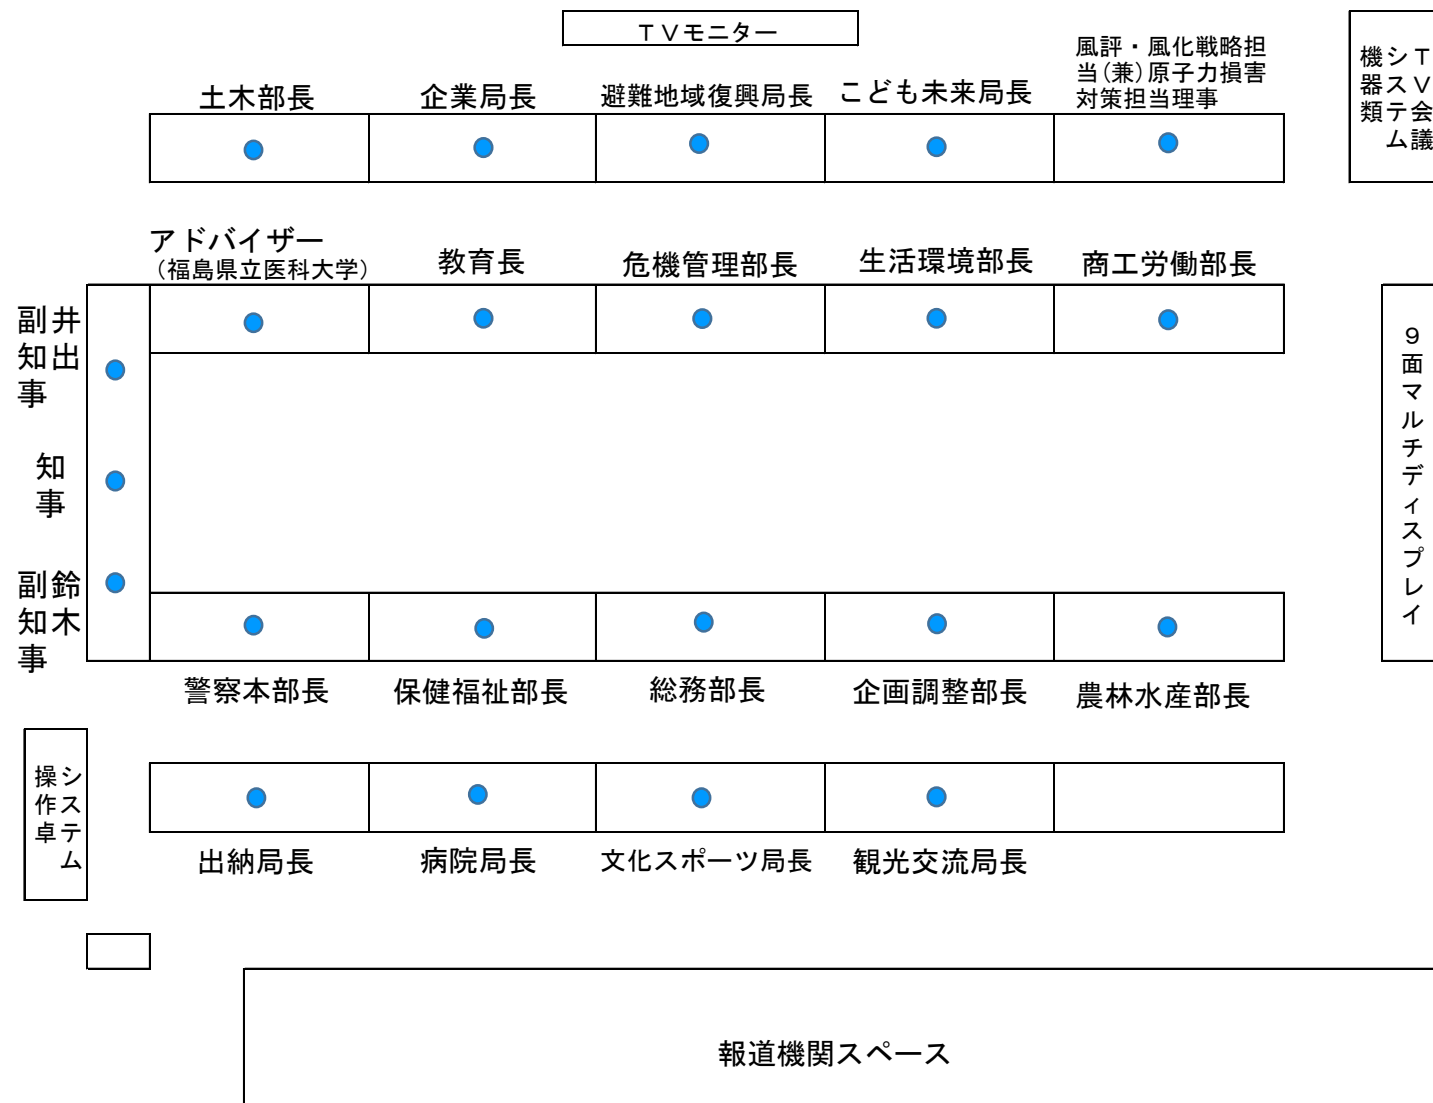 ＴＶモニター
風評・風化戦略担
当(兼)原子力損害
対策担当理事
土木部長
企業局長
避難地域復興局長
こども未来局長
ＴＶ会議
システム
機器類
アドバイザー
（福島県立医科大学）
教育長
危機管理部長
生活環境部長
商工労働部長
井出
副知事
知事
鈴木
副知事
９面マルチディスプレイ
警察本部長
保健福祉部長
総務部長
企画調整部長
農林水産部長
システム
操作卓
出納局長
病院局長
文化スポーツ局長
観光交流局長
報道機関スペース